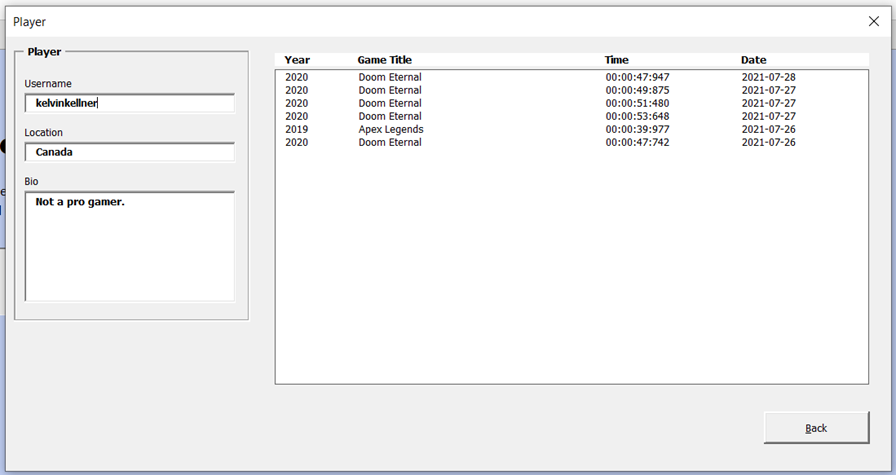 Player
Player
Username
kelvinkellner
Location
Canada
Bio
Not a pro gamer.
Year Game Title Time Date
2020 Doom Eternal 00:00:47:947 2021-07-28
2020 Doom Eternal 00:00:49:875 2021-07-27
2020 Doom Eternal 00:00:51:480 2021-07-27
2020 Doom Eternal 00:00:53:648 2021-07-27
2019 Apex Legends 00:00:39:977 2021-07-26
2020 Doom Eternal 00:00:47:742 2021-07-26
Back